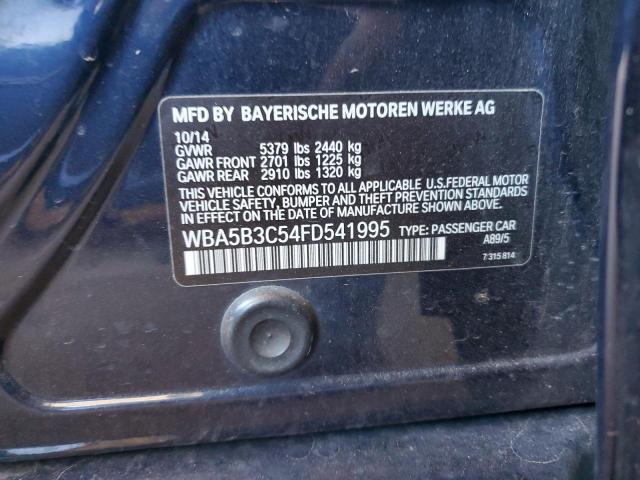 MFD BY BAYERISCHE MOTOREN WERKE AG
10/14
GVWR 5379 lbs 2440 kg
GAWR FRONT 2701 lbs 1225 kg
GAWR REAR 2910 lbs 1320 kg
THIS VEHICLE CONFORMS TO ALL APPLICABLE U.S.FEDERAL MOTOR
VEHICLE SAFETY, BUMPER AND THEFT PREVENTION STANDARDS
IN EFFECT ON THE DATE OF MANUFACTURE SHOWN ABOVE.
WBA5B3C54FD541995 TYPE: PASSENGER CAR
A89/5
7 315 814